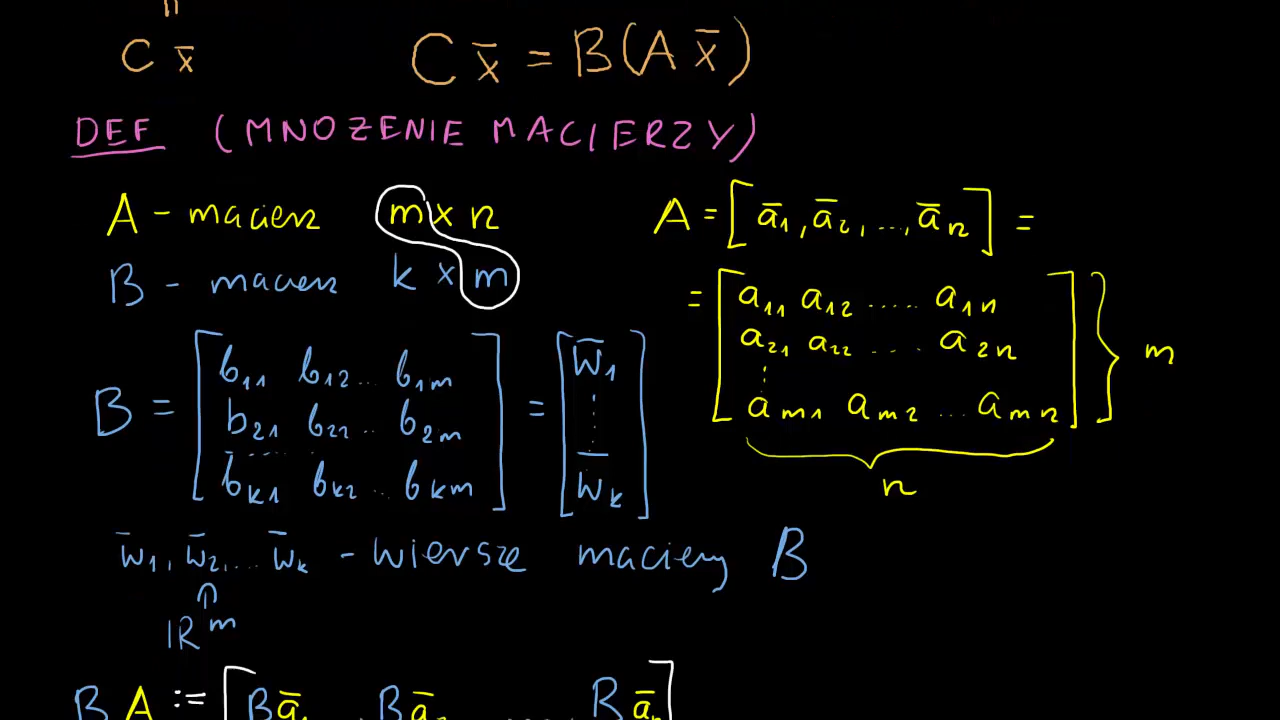 ||
C x̄ C x̄ = B(A x̄)
DEF (MNOZENIE MACIERZY)
A - macierz m × n
B - macierz k × m
A = [ā₁, ā₂, ..., āₙ] =
= [a₁₁ a₁₂ ..... a₁ₙ
a₂₁ a₂₂ .... a₂ₙ
⋮
aₘ₁ aₘ₂ ... aₘₙ] } m
n
B = [b₁₁ b₁₂ ... b₁ₘ
b₂₁ b₂₂ .. b₂ₘ
.........
bₖ₁ bₖ₂ ... bₖₘ] = [w̄₁
⋮
w̄ₖ]
w̄₁, w̄₂, ... w̄ₖ - wiersze macierzy B
⇑
ℝᵐ
B A := [Bā₁, Bā₂, ...., Bāₙ]